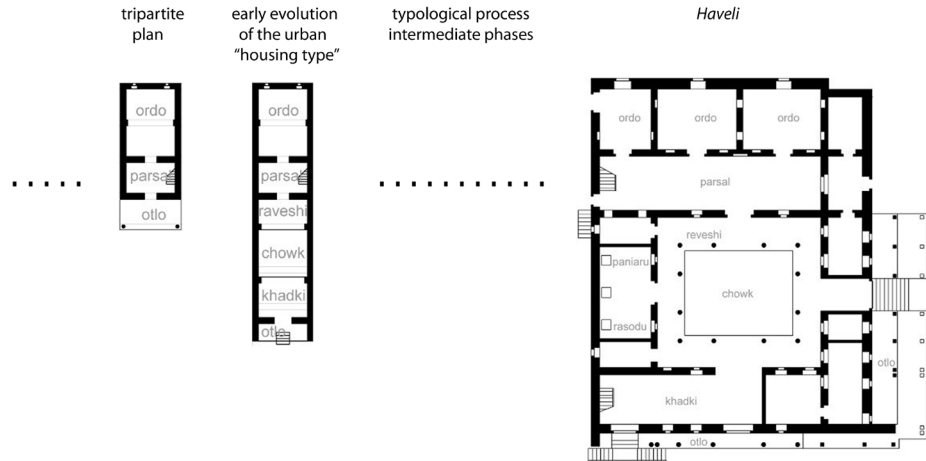 tripartite
plan
early evolution
of the urban
“housing type”
typological process
intermediate phases
Haveli
ordo
parsal
otlo
ordo
parsal
raveshi
chowk
khadki
otlo
ordo
ordo
ordo
parsal
reveshi
paniaru
chowk
rasodu
otlo
khadki
otlo